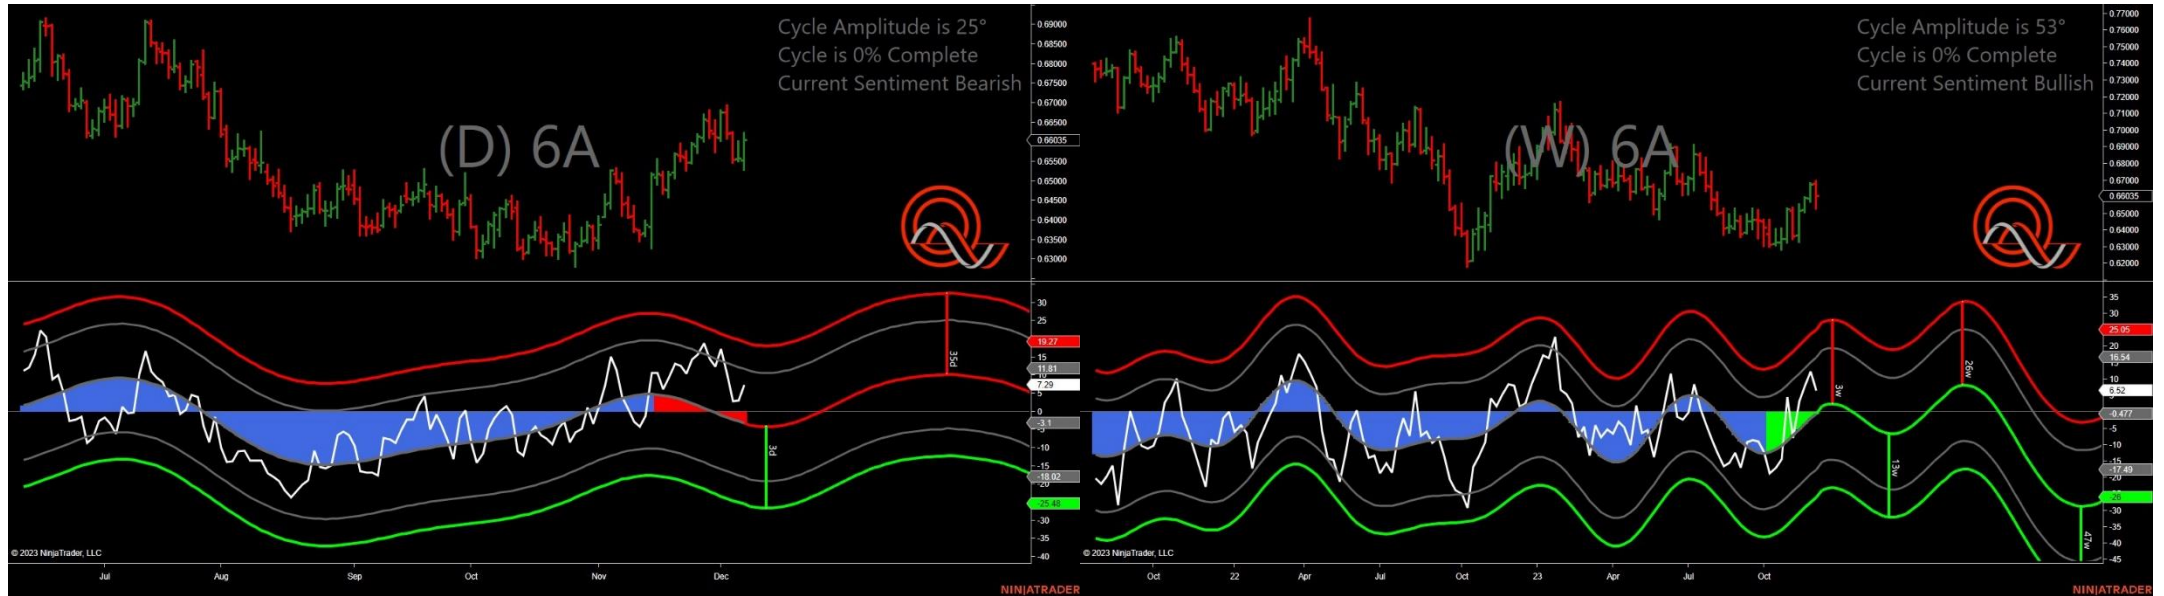 Cycle Amplitude is 25°
Cycle is 0% Complete
Current Sentiment Bearish
(D) 6A
0.69000
0.68500
0.68000
0.67500
0.67000
0.66500
0.66035
0.65500
0.65000
0.64500
0.64000
0.63500
0.63000
35d
3d
30
25
19.27
15
11.81
7.29
5
0
-3.1
-5
-10
-15
-18.02
-20
-25.48
-30
-35
-40
© 2023 NinjaTrader, LLC
Jul
Aug
Sep
Oct
Nov
Dec
NINJATRADER
Cycle Amplitude is 53°
Cycle is 0% Complete
Current Sentiment Bullish
(W) 6A
0.77000
0.76000
0.75000
0.74000
0.73000
0.72000
0.71000
0.70000
0.69000
0.68000
0.67000
0.66035
0.65000
0.64000
0.63000
0.62000
3w
26w
13w
47w
35
30
25.05
20
16.54
10
6.52
5
-0.477
-5
-10
-15
-17.49
-20
-26
-30
-35
-40
-45
© 2023 NinjaTrader, LLC
Oct
22
Apr
Jul
Oct
23
Apr
Jul
Oct
NINJATRADER